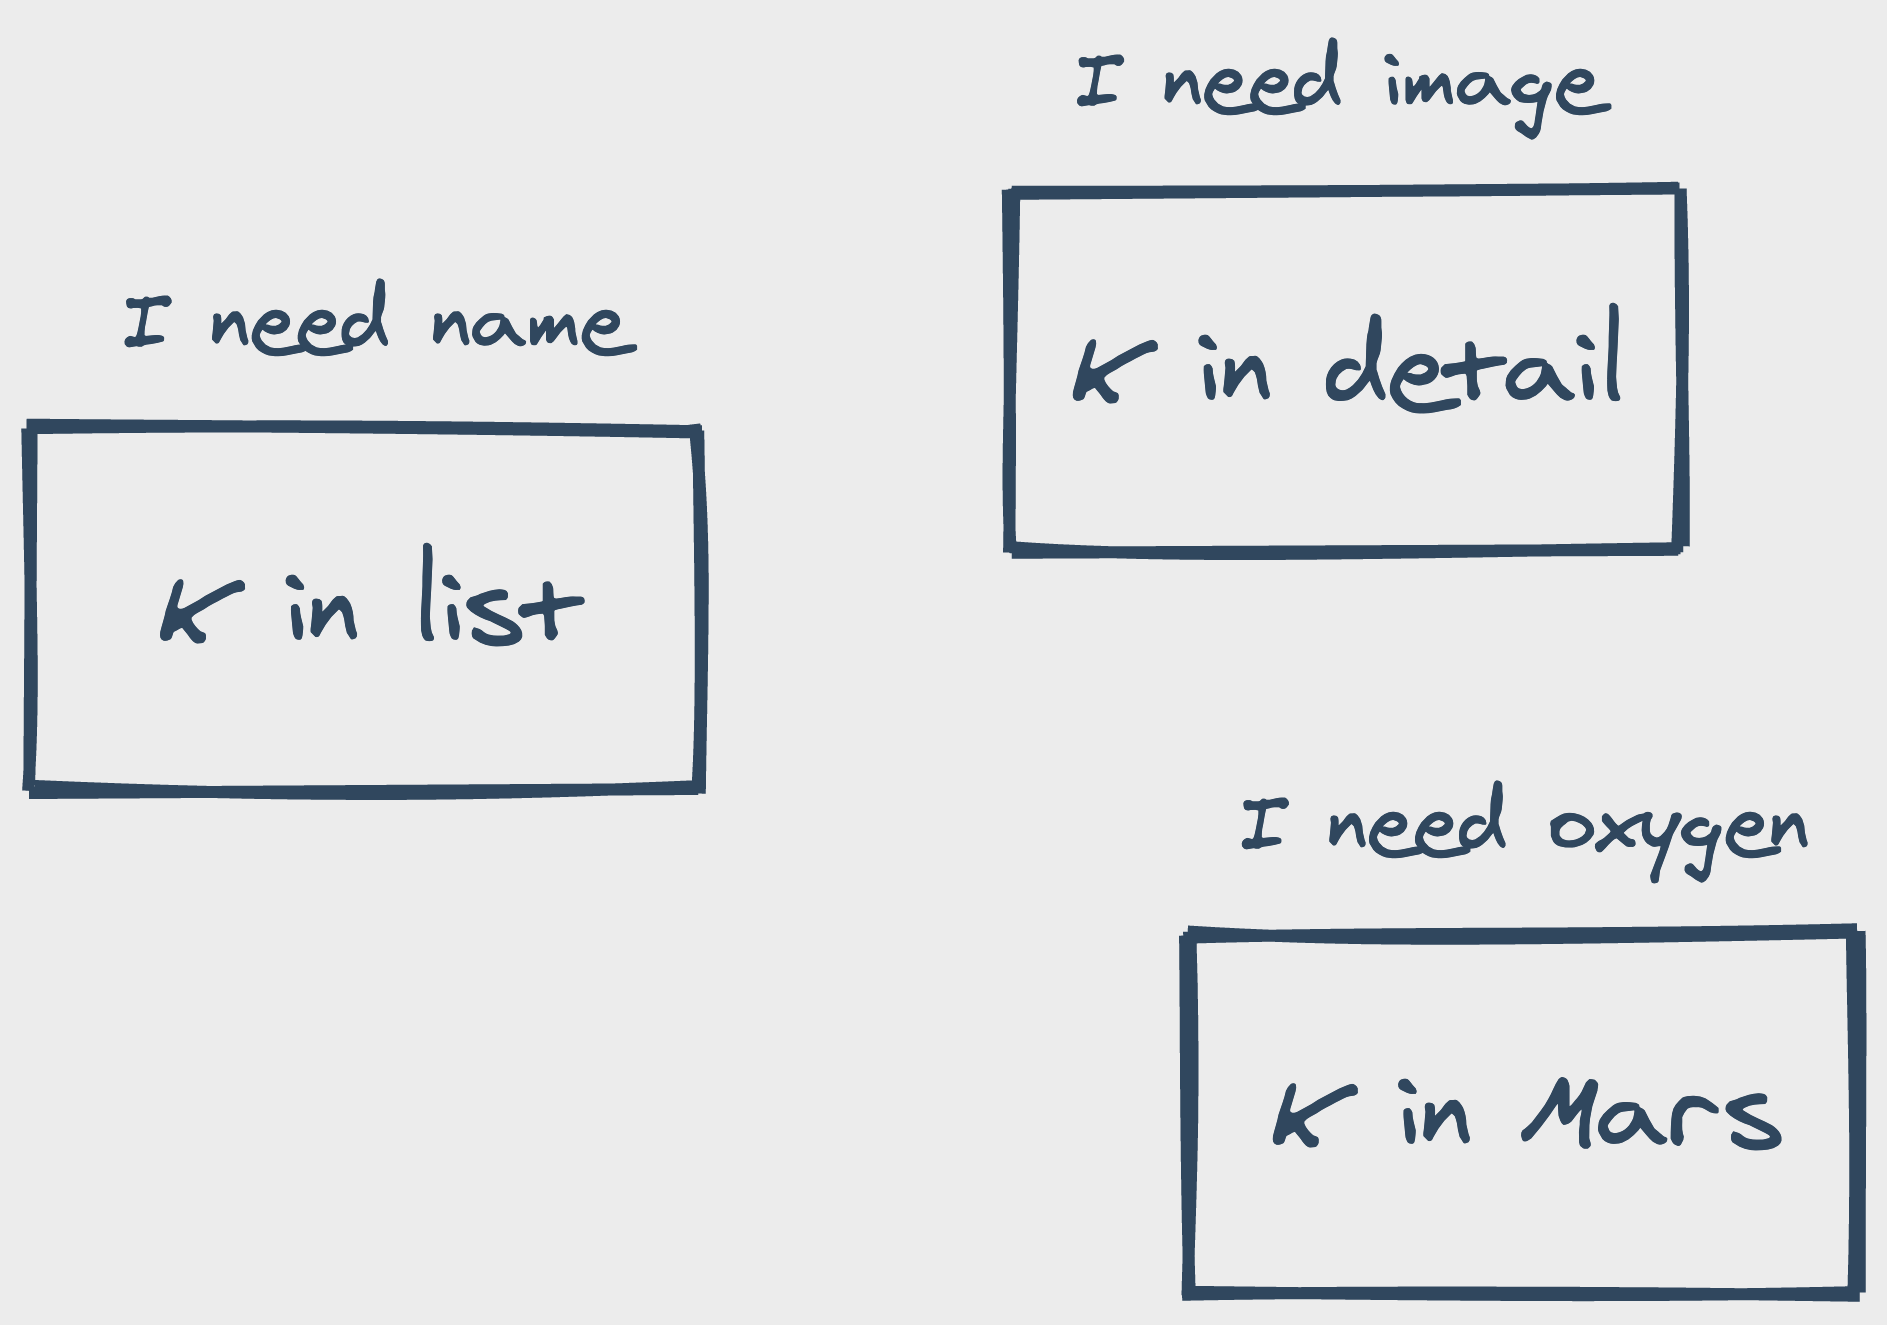 I need image
K in detail
I need name
K in list
I need oxygen
K in Mars